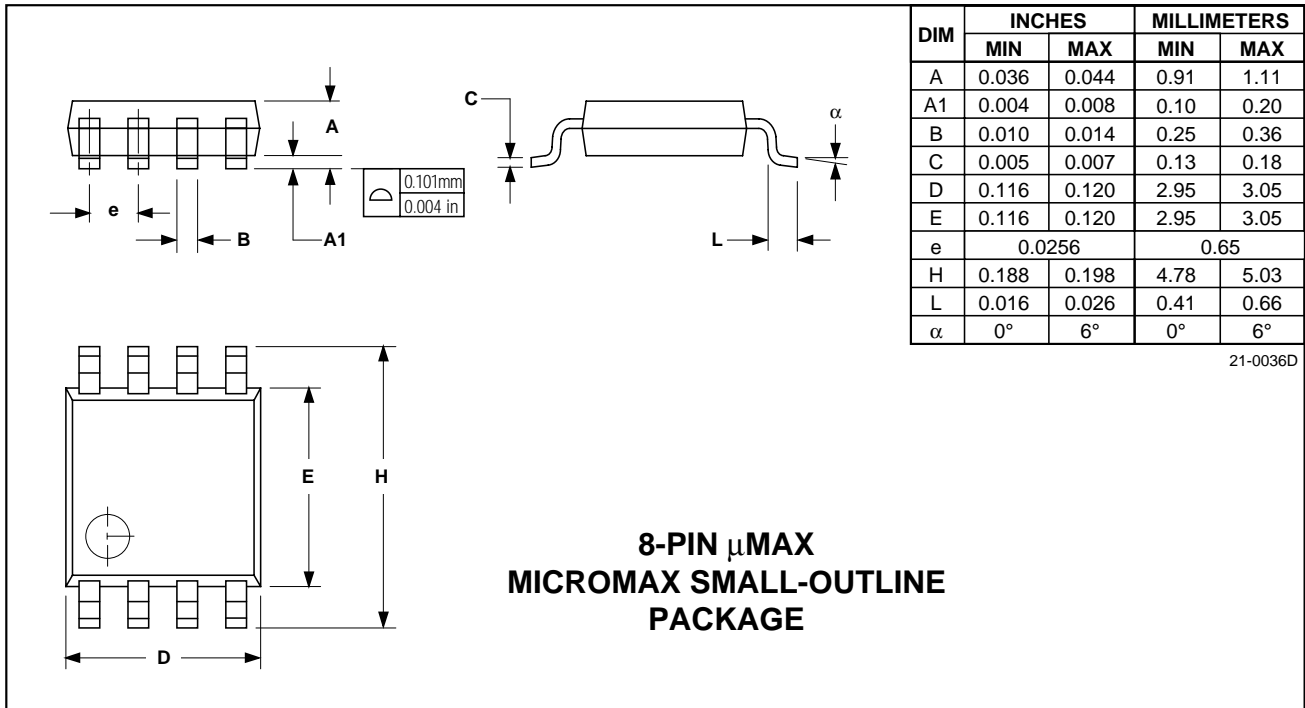 DIM INCHES MILLIMETERS
MIN MAX MIN MAX
A 0.036 0.044 0.91 1.11
A1 0.004 0.008 0.10 0.20
B 0.010 0.014 0.25 0.36
C 0.005 0.007 0.13 0.18
D 0.116 0.120 2.95 3.05
E 0.116 0.120 2.95 3.05
e 0.0256 0.65
H 0.188 0.198 4.78 5.03
L 0.016 0.026 0.41 0.66
α 0° 6° 0° 6°
21-0036D
A
e
B
A1
0.101mm
0.004 in
C
α
L
E
H
D
8-PIN µMAX
MICROMAX SMALL-OUTLINE
PACKAGE